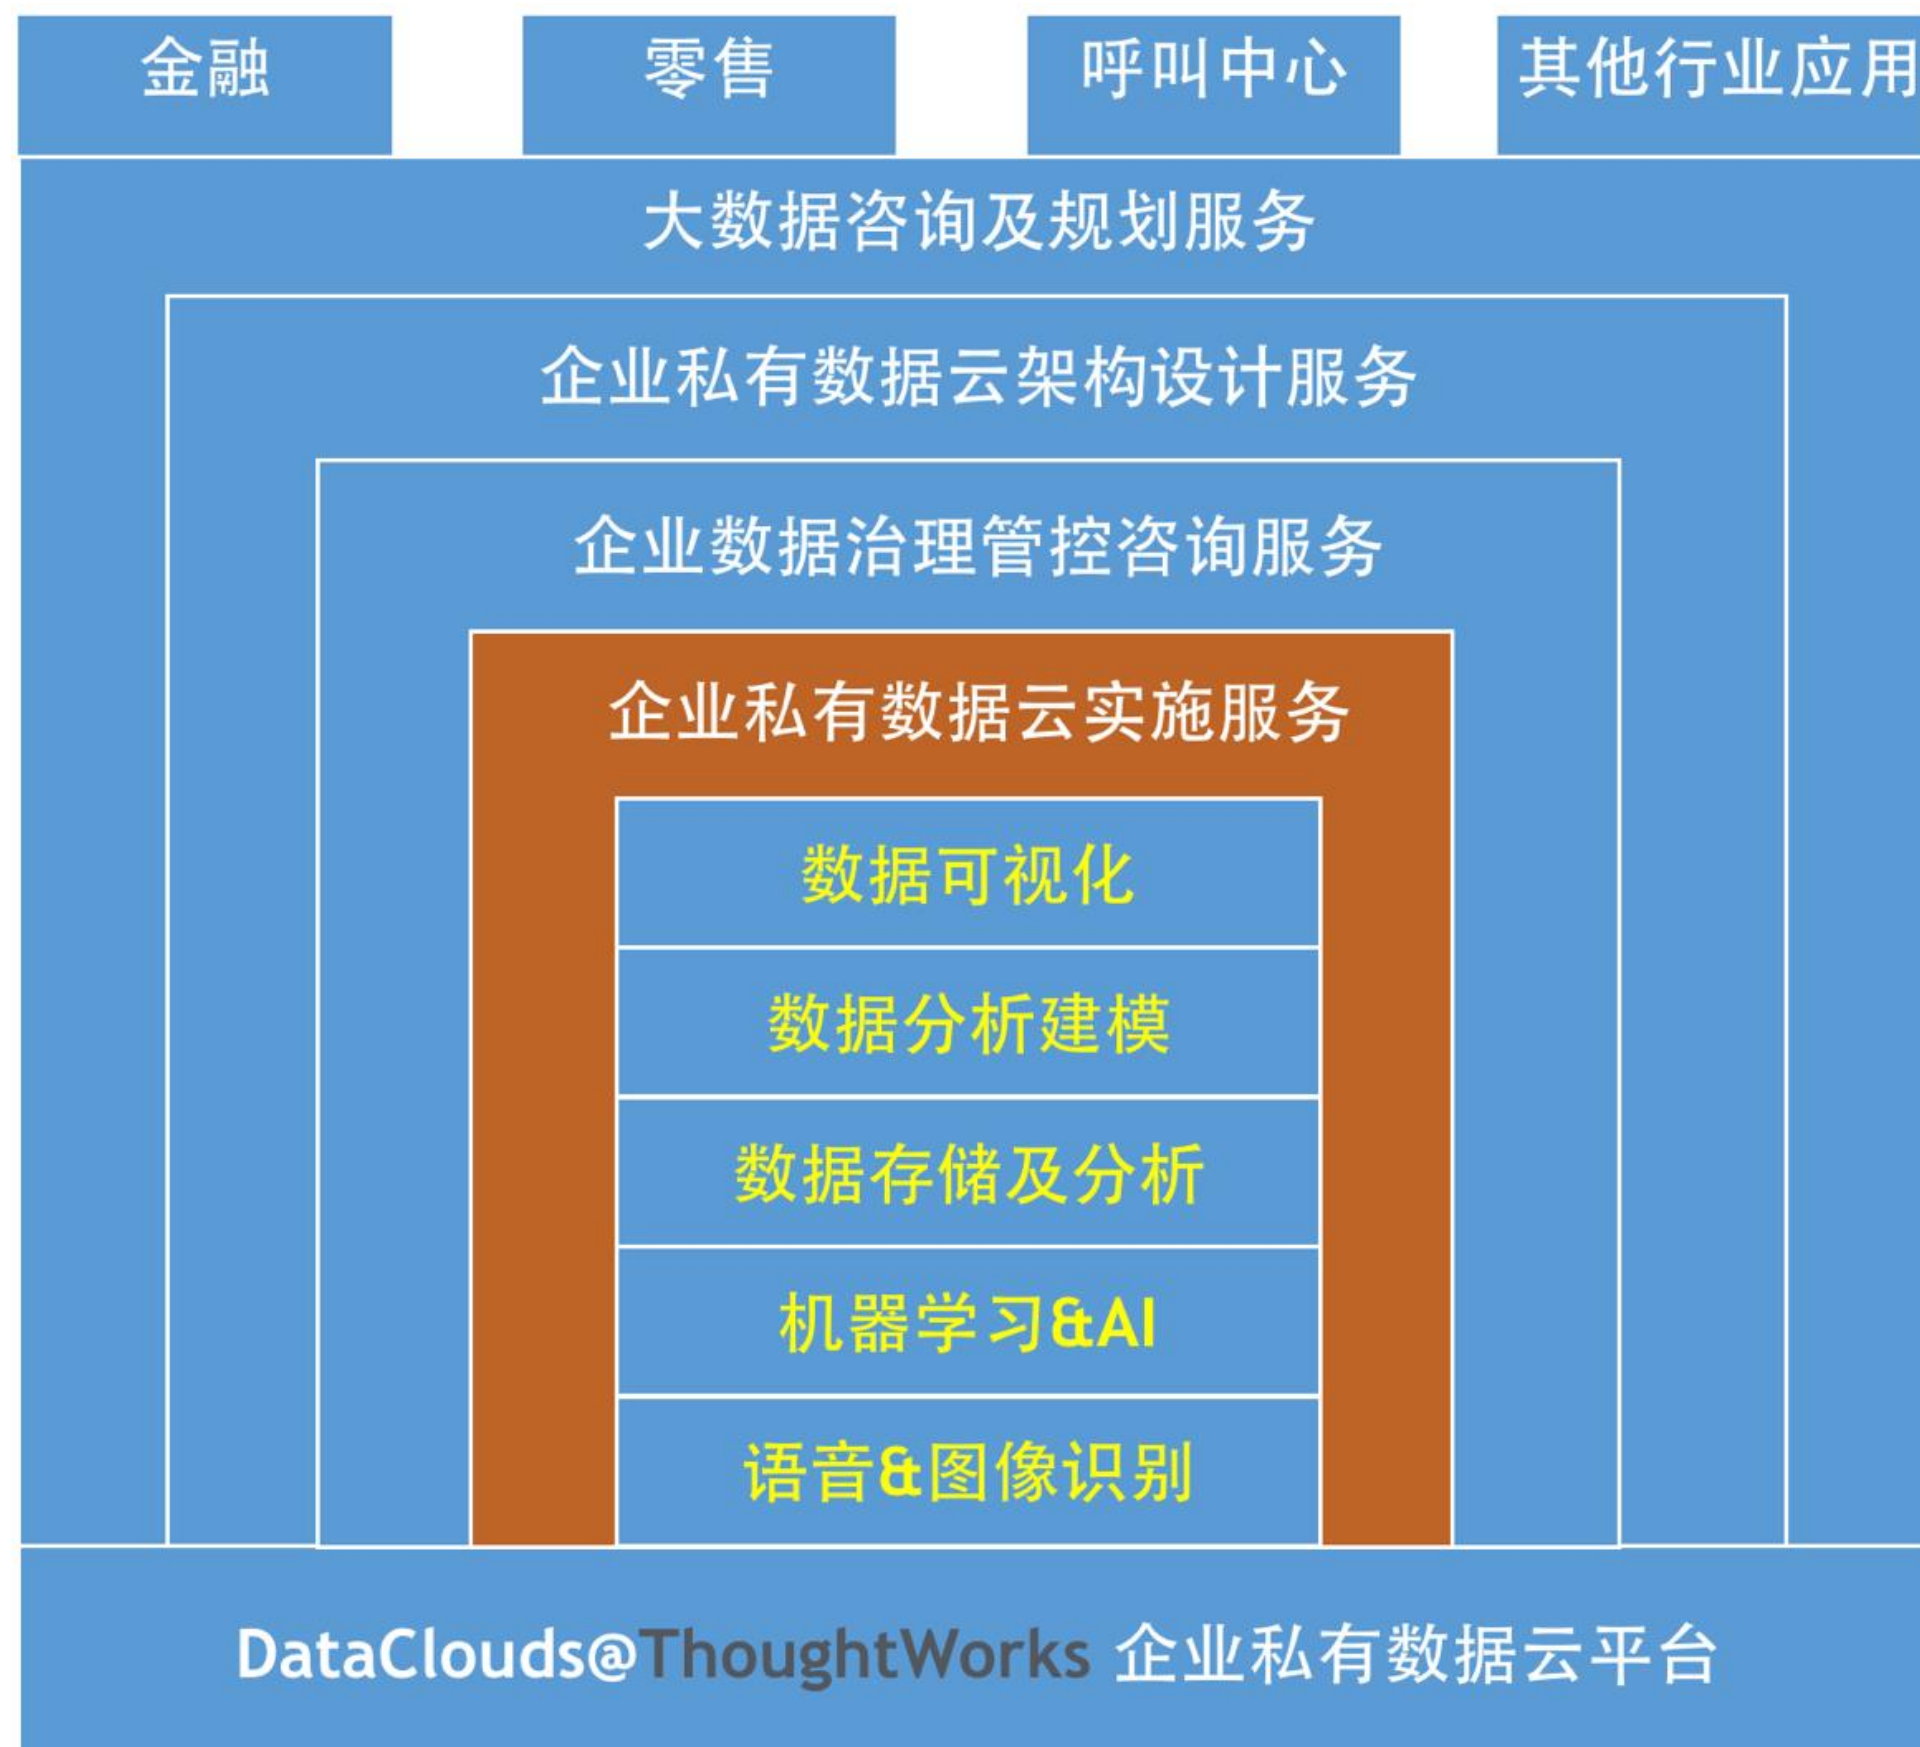 金融
零售
呼叫中心
其他行业应用
大数据咨询及规划服务
企业私有数据云架构设计服务
企业数据治理管控咨询服务
企业私有数据云实施服务
数据可视化
数据分析建模
数据存储及分析
机器学习&AI
语音&图像识别
DataClouds@ThoughtWorks 企业私有数据云平台